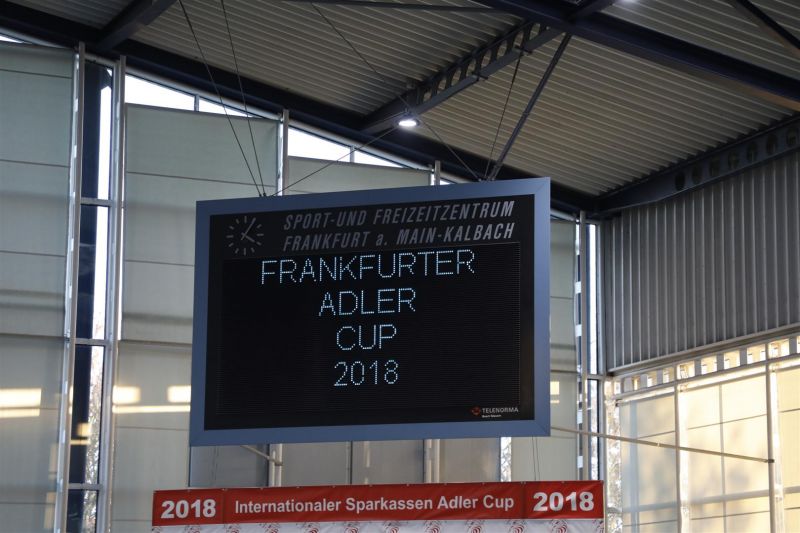 SPORT-UND FREIZEITZENTRUM
FRANKFURT a. MAIN-KALBACH
FRANKFURTER
ADLER
CUP
2018
TELENORMA
2018 Internationaler Sparkassen Adler Cup 2018